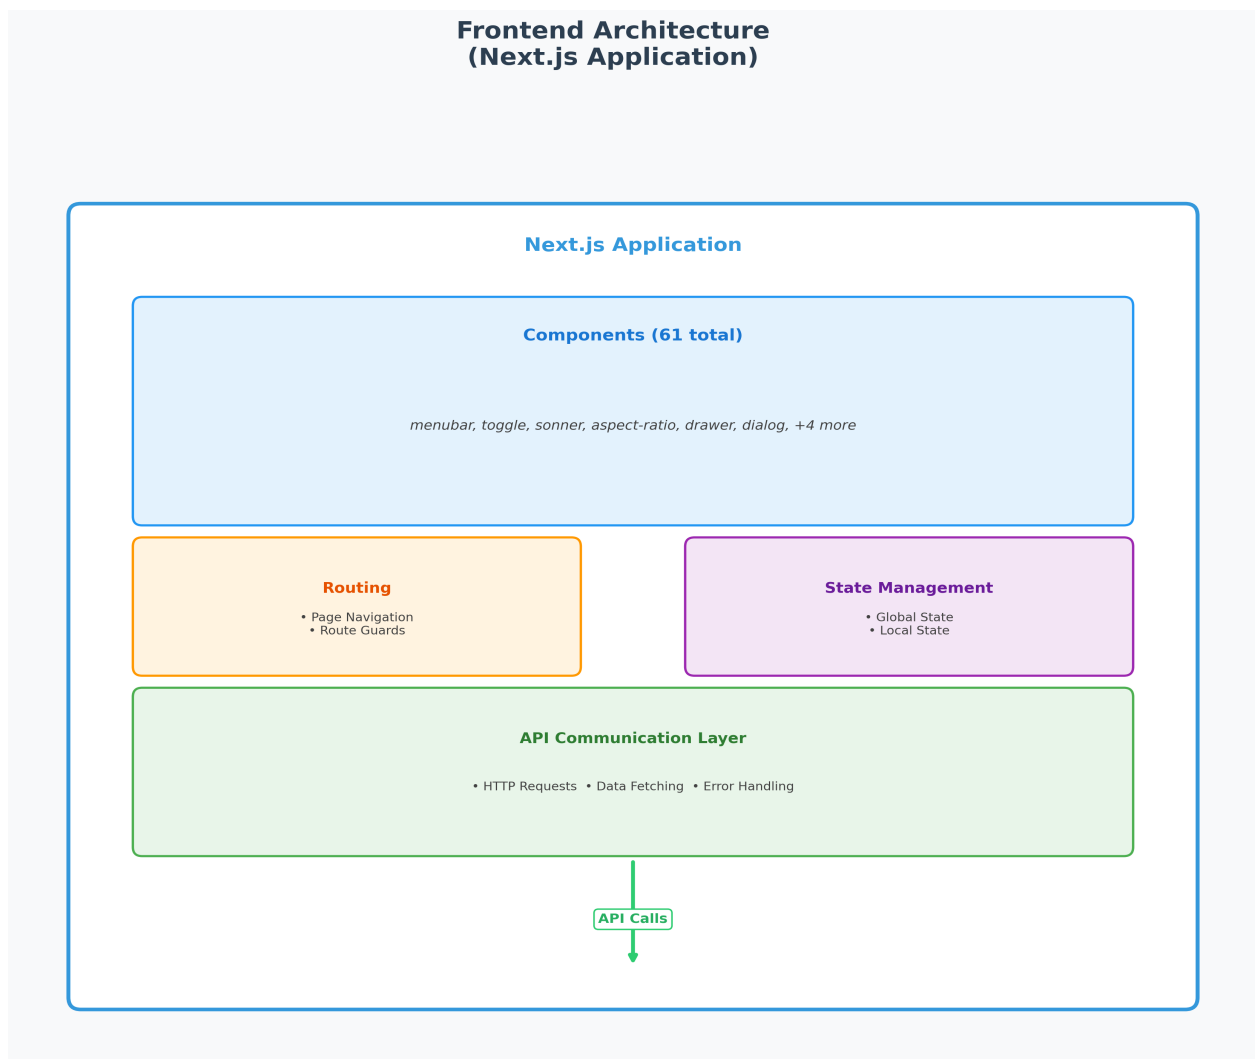 Frontend Architecture
(Next.js Application)
Next.js Application
Components (61 total)
menubar, toggle, sonner, aspect-ratio, drawer, dialog, +4 more
Routing
• Page Navigation
• Route Guards
State Management
• Global State
• Local State
API Communication Layer
• HTTP Requests  • Data Fetching  • Error Handling
API Calls